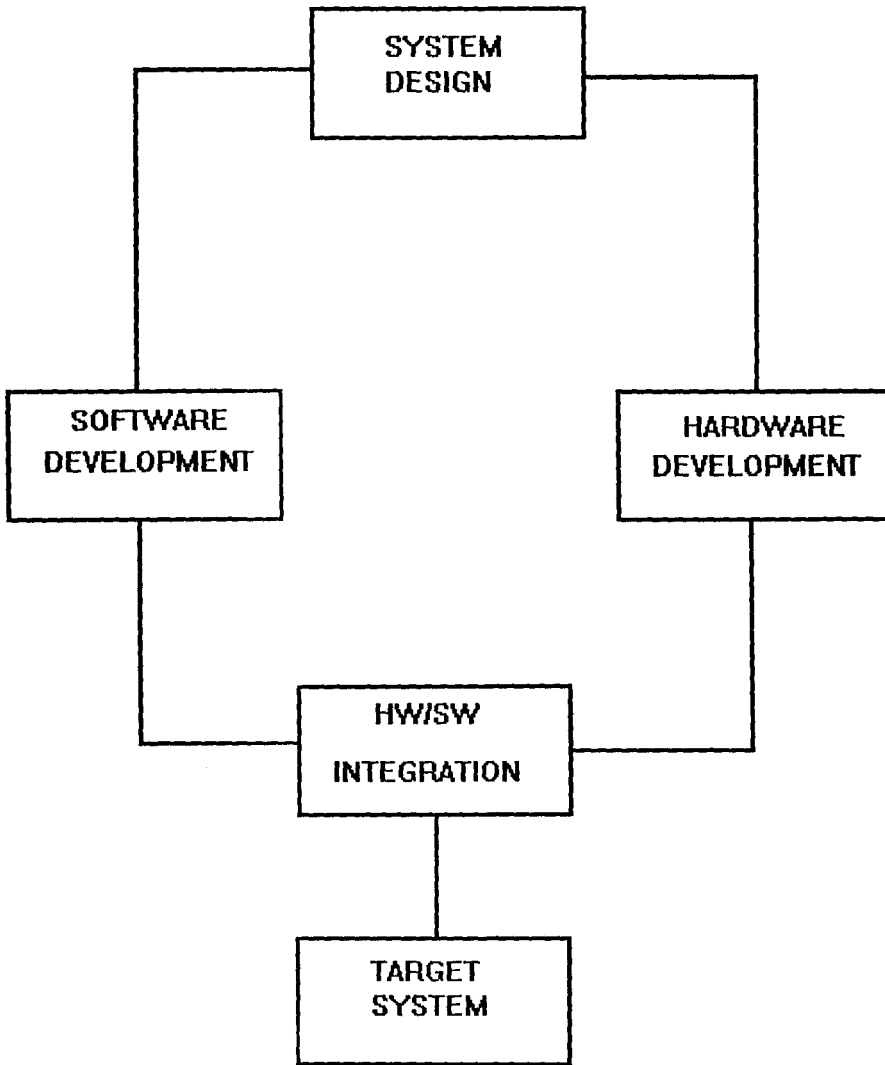 SYSTEM
DESIGN
SOFTWARE
DEVELOPMENT
HARDWARE
DEVELOPMENT
HW/SW
INTEGRATION
TARGET
SYSTEM